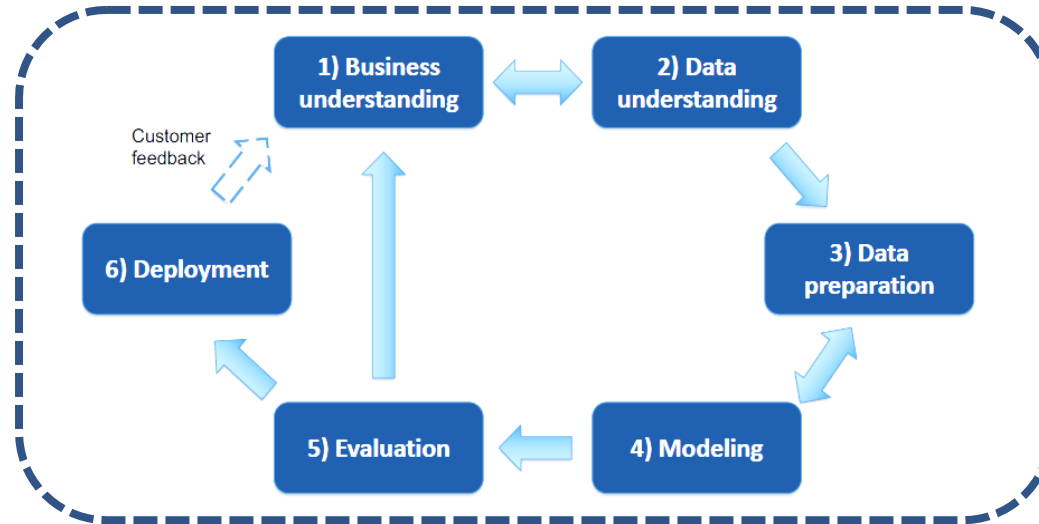 1) Business
understanding
2) Data
understanding
Customer
feedback
6) Deployment
3) Data
preparation
5) Evaluation
4) Modeling